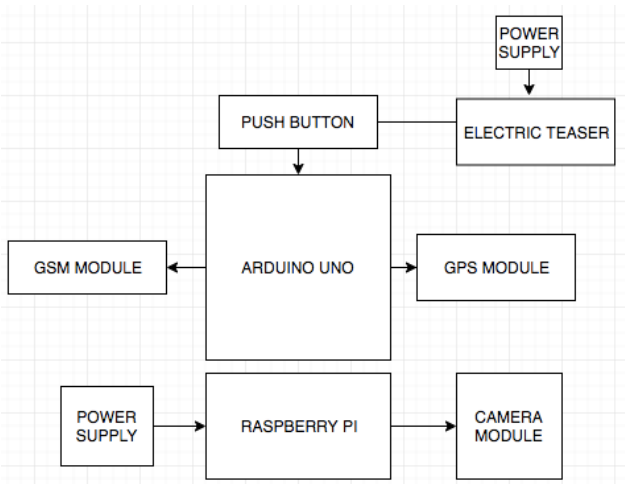 POWER
SUPPLY
PUSH BUTTON
ELECTRIC TEASER
GSM MODULE
ARDUINO UNO
GPS MODULE
POWER
SUPPLY
RASPBERRY PI
CAMERA
MODULE